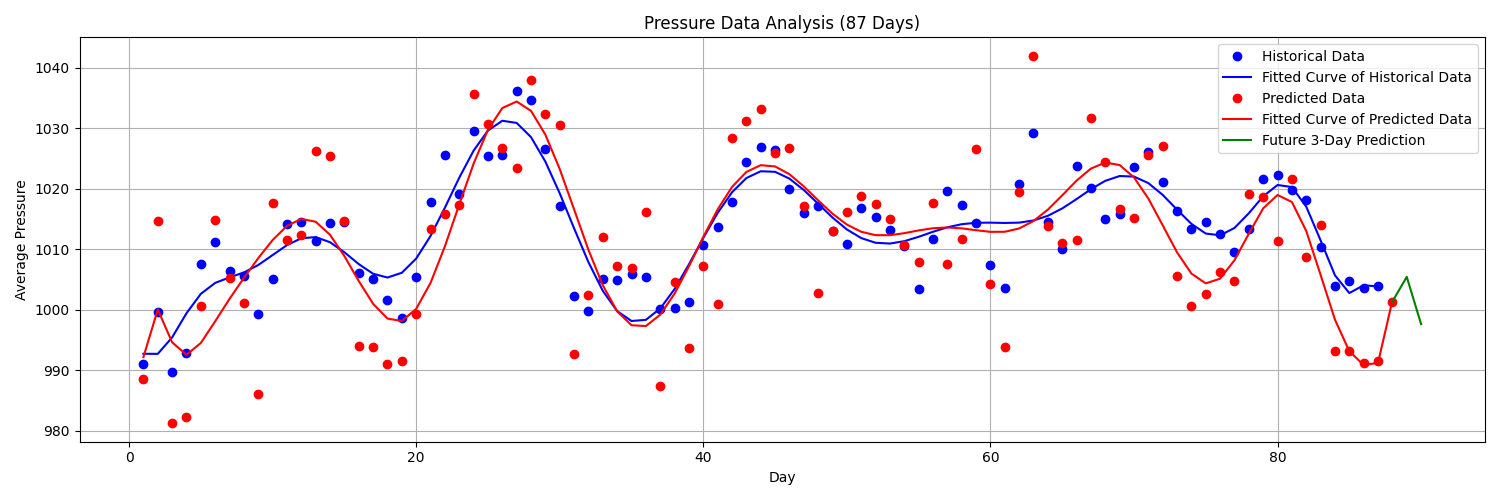 Pressure Data Analysis (87 Days)
Historical Data
Fitted Curve of Historical Data
Predicted Data
Fitted Curve of Predicted Data
Future 3-Day Prediction
Average Pressure
1040
1030
1020
1010
1000
990
980
0 20 40 60 80
Day